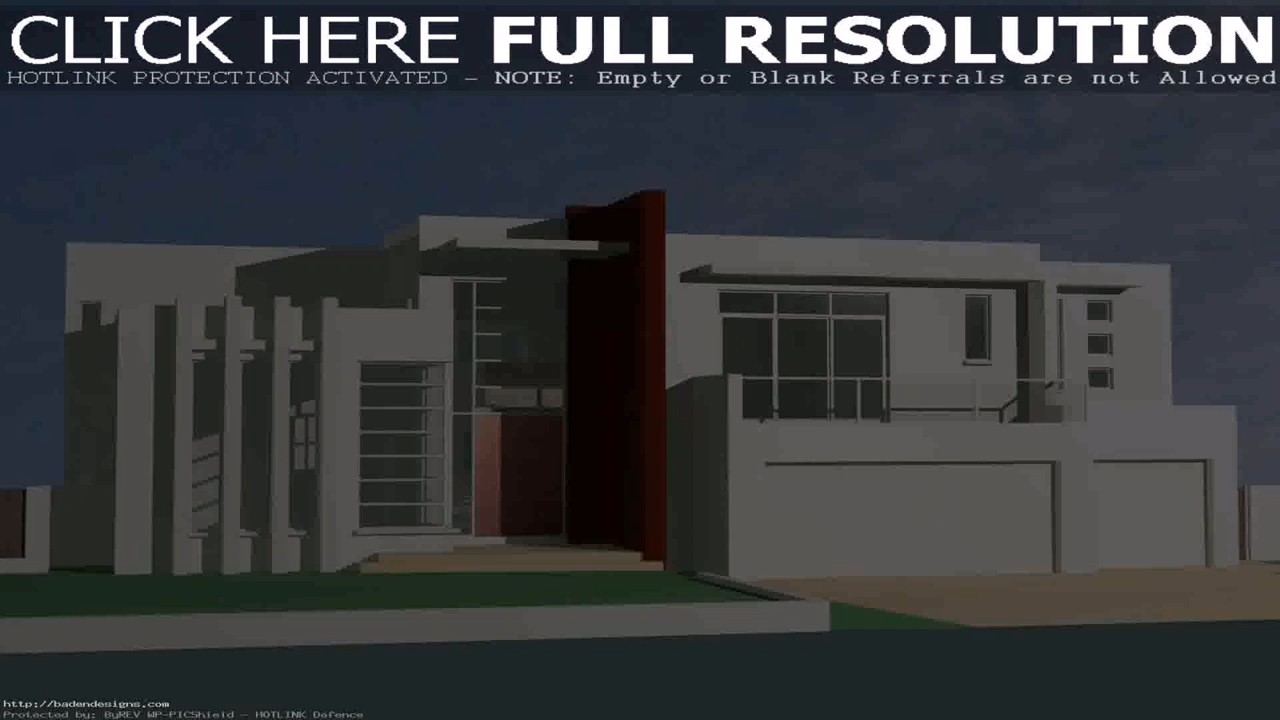 CLICK HERE FULL RESOLUTION
HOTLINK PROTECTION ACTIVATED – NOTE: Empty or Blank Referrals are not Allowed
http://badendesigns.com
Protected by: ByREV WP-PICShield – HOTLINK Defence